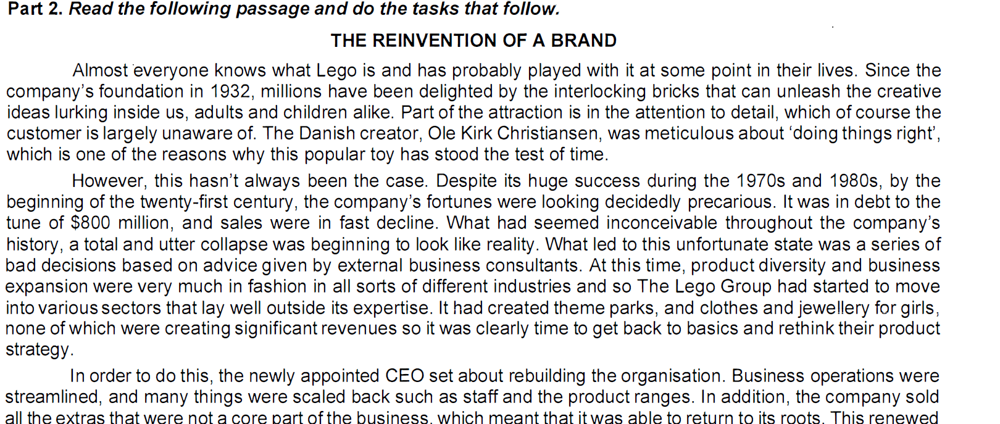 Part 2. Read the following passage and do the tasks that follow.
THE REINVENTION OF A BRAND
Almost everyone knows what Lego is and has probably played with it at some point in their lives. Since the
company's foundation in 1932, millions have been delighted by the interlocking bricks that can unleash the creative
ideas lurking inside us, adults and children alike. Part of the attraction is in the attention to detail, which of course the
customer is largely unaware of. The Danish creator, Ole Kirk Christiansen, was meticulous about ‘doing things right’,
which is one of the reasons why this popular toy has stood the test of time.
However, this hasn't always been the case. Despite its huge success during the 1970s and 1980s, by the
beginning of the twenty-first century, the company's fortunes were looking decidedly precarious. It was in debt to the
tune of $800 million, and sales were in fast decline. What had seemed inconceivable throughout the company's
history, a total and utter collapse was beginning to look like reality. What led to this unfortunate state was a series of
bad decisions based on advice given by external business consultants. At this time, product diversity and business
expansion were very much in fashion in all sorts of different industries and so The Lego Group had started to move
into various sectors that lay well outside its expertise. It had created theme parks, and clothes and jewellery for girls,
none of which were creating significant revenues so it was clearly time to get back to basics and rethink their product
strategy.
In order to do this, the newly appointed CEO set about rebuilding the organisation. Business operations were
streamlined, and many things were scaled back such as staff and the product ranges. In addition, the company sold
all the extras that were not a core part of the business, which meant that it was able to return to its roots. This renewed